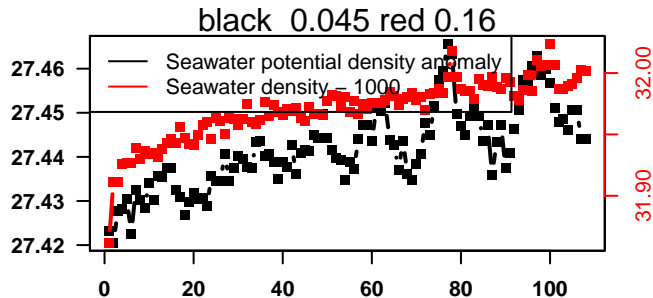 black 0.045 red 0.16
Seawater potential density anomaly
Seawater density − 1000
27.46
27.45
27.44
27.43
27.42
32.00
31.90
0 20 40 60 80 100